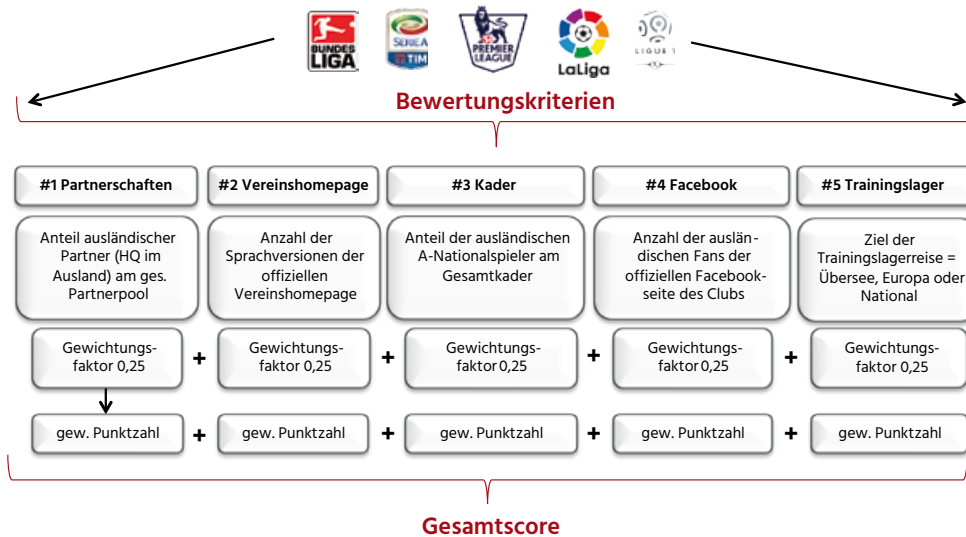 BUNDES
LIGA
SERIE A
TIM
PREMIER
LEAGUE
LaLiga
LIGUE 1
Bewertungskriterien
#1 Partnerschaften
#2 Vereinshomepage
#3 Kader
#4 Facebook
#5 Trainingslager
Anteil ausländischer
Partner (HQ im
Ausland) am ges.
Partnerpool
Anzahl der
Sprachversionen der
offiziellen
Vereinshomepage
Anteil der ausländischen
A-Nationalspieler am
Gesamtkader
Anzahl der auslän-
dischen Fans der
offiziellen Facebook-
seite des Clubs
Ziel der
Trainingslagerreise =
Übersee, Europa oder
National
Gewichtungs-
faktor 0,25
+
Gewichtungs-
faktor 0,25
+
Gewichtungs-
faktor 0,25
+
Gewichtungs-
faktor 0,25
+
Gewichtungs-
faktor 0,25
gew. Punktzahl
+
gew. Punktzahl
+
gew. Punktzahl
+
gew. Punktzahl
+
gew. Punktzahl
Gesamtscore